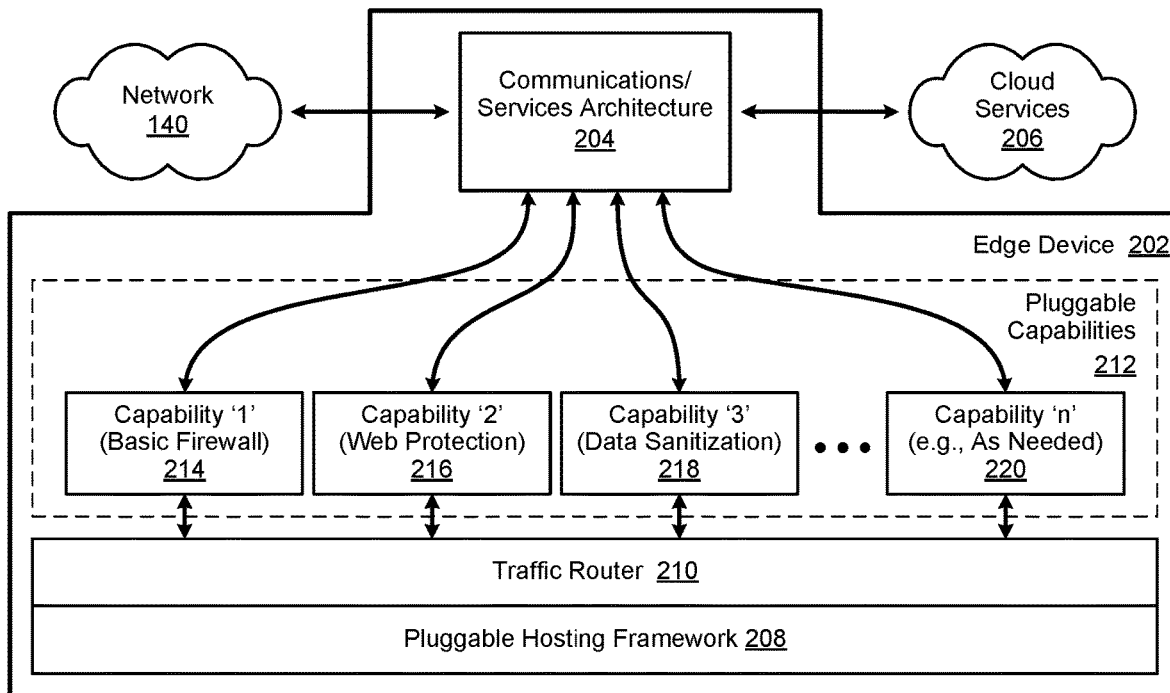 Network
140
Communications/
Services Architecture
204
Cloud
Services
206
Edge Device 202
Pluggable
Capabilities
212
Capability ‘1’
(Basic Firewall)
214
Capability ‘2’
(Web Protection)
216
Capability ‘3’
(Data Sanitization)
218
Capability ‘n’
(e.g., As Needed)
220
Traffic Router 210
Pluggable Hosting Framework 208